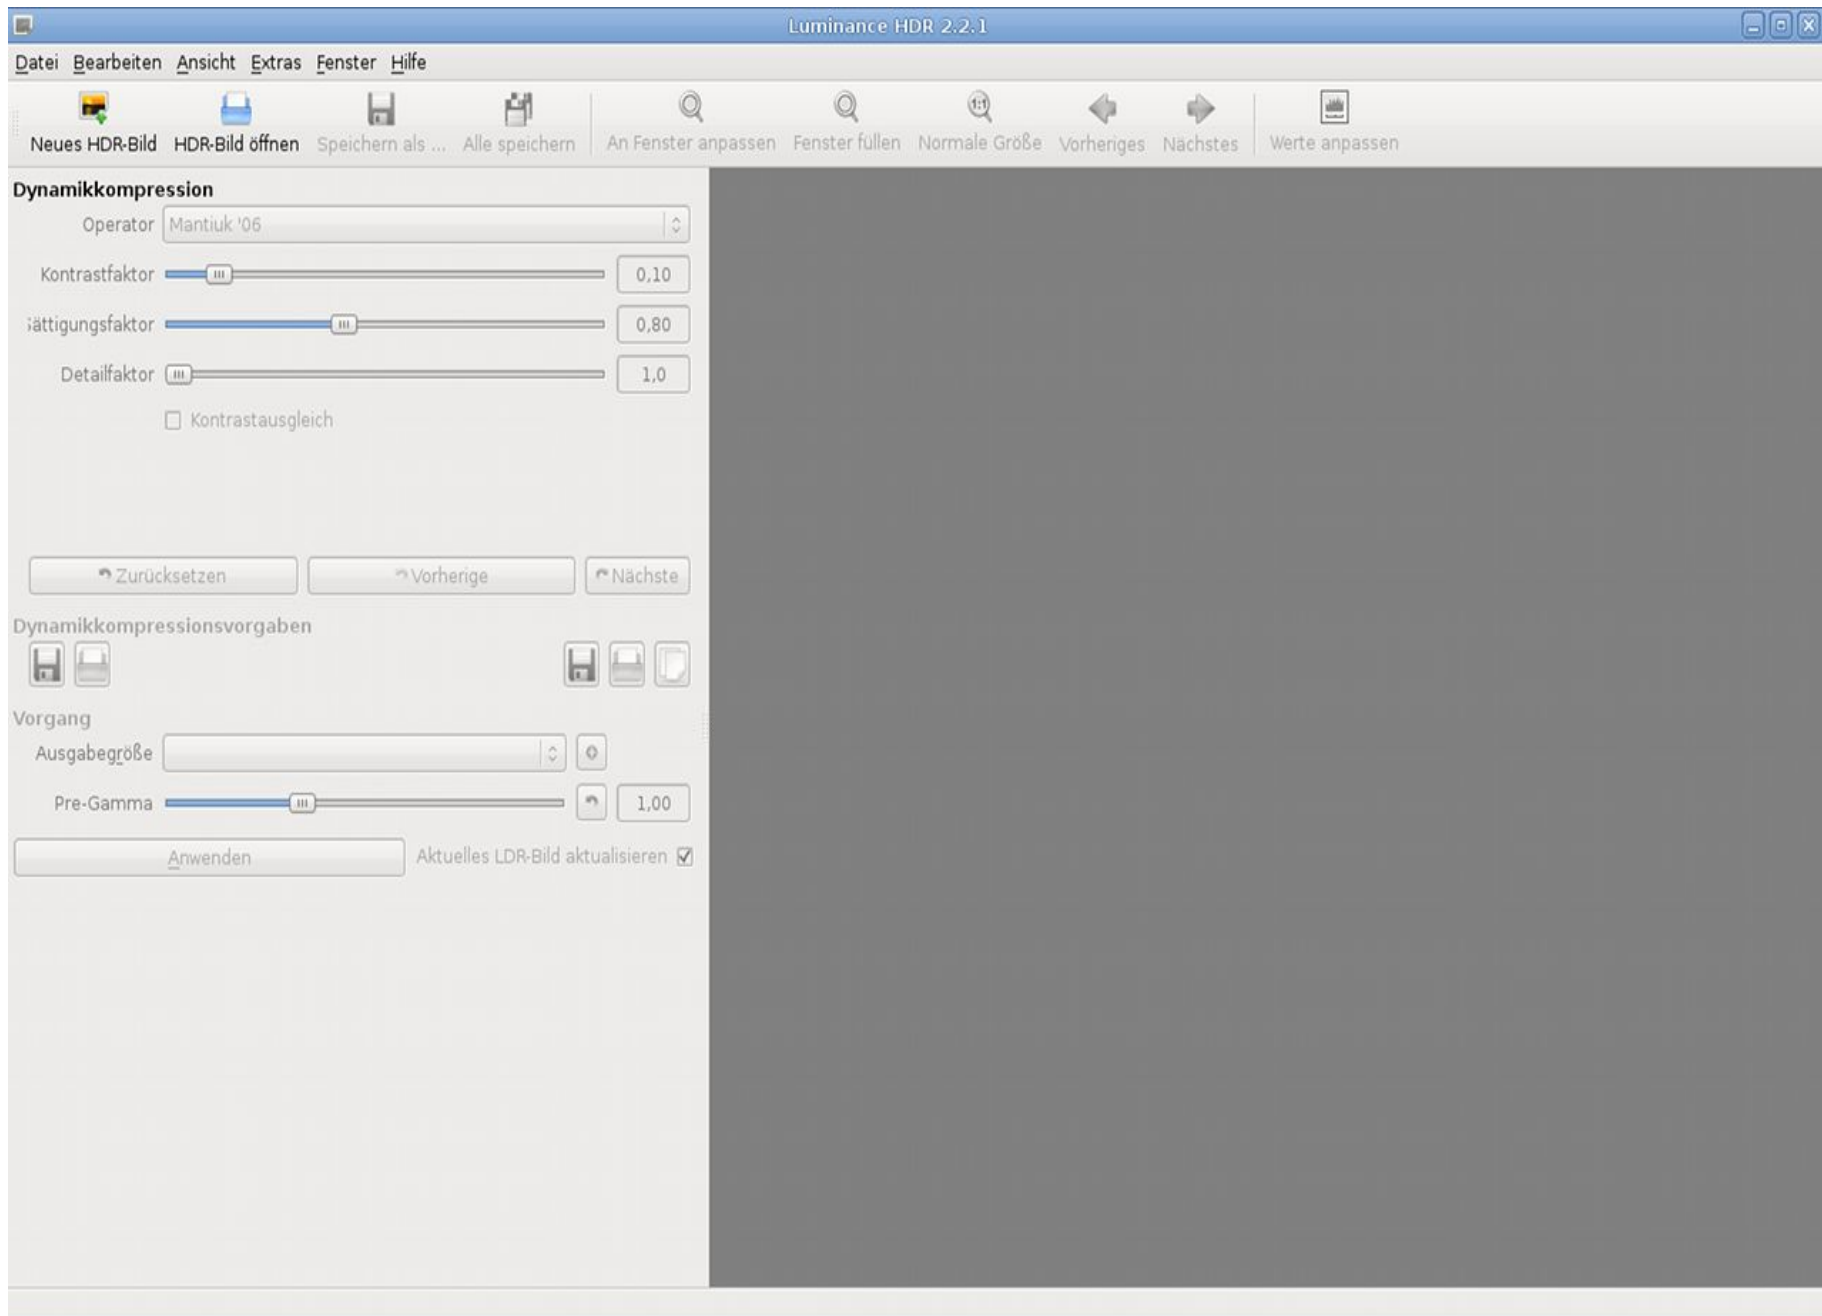 Luminance HDR 2.2.1
Datei Bearbeiten Ansicht Extras Fenster Hilfe
Neues HDR-Bild HDR-Bild öffnen Speichern als ... Alle speichern An Fenster anpassen Fenster füllen 1:1 Normale Größe Vorheriges Nächstes Werte anpassen
Dynamikkompression
Operator Mantiuk '06
Kontrastfaktor 0,10
ättigungsfaktor 0,80
Detailfaktor 1,0
Kontrastausgleich
Zurücksetzen Vorherige Nächste
Dynamikkompressionsvorgaben
Vorgang
Ausgabegröße
Pre-Gamma 1,00
Anwenden Aktuelles LDR-Bild aktualisieren